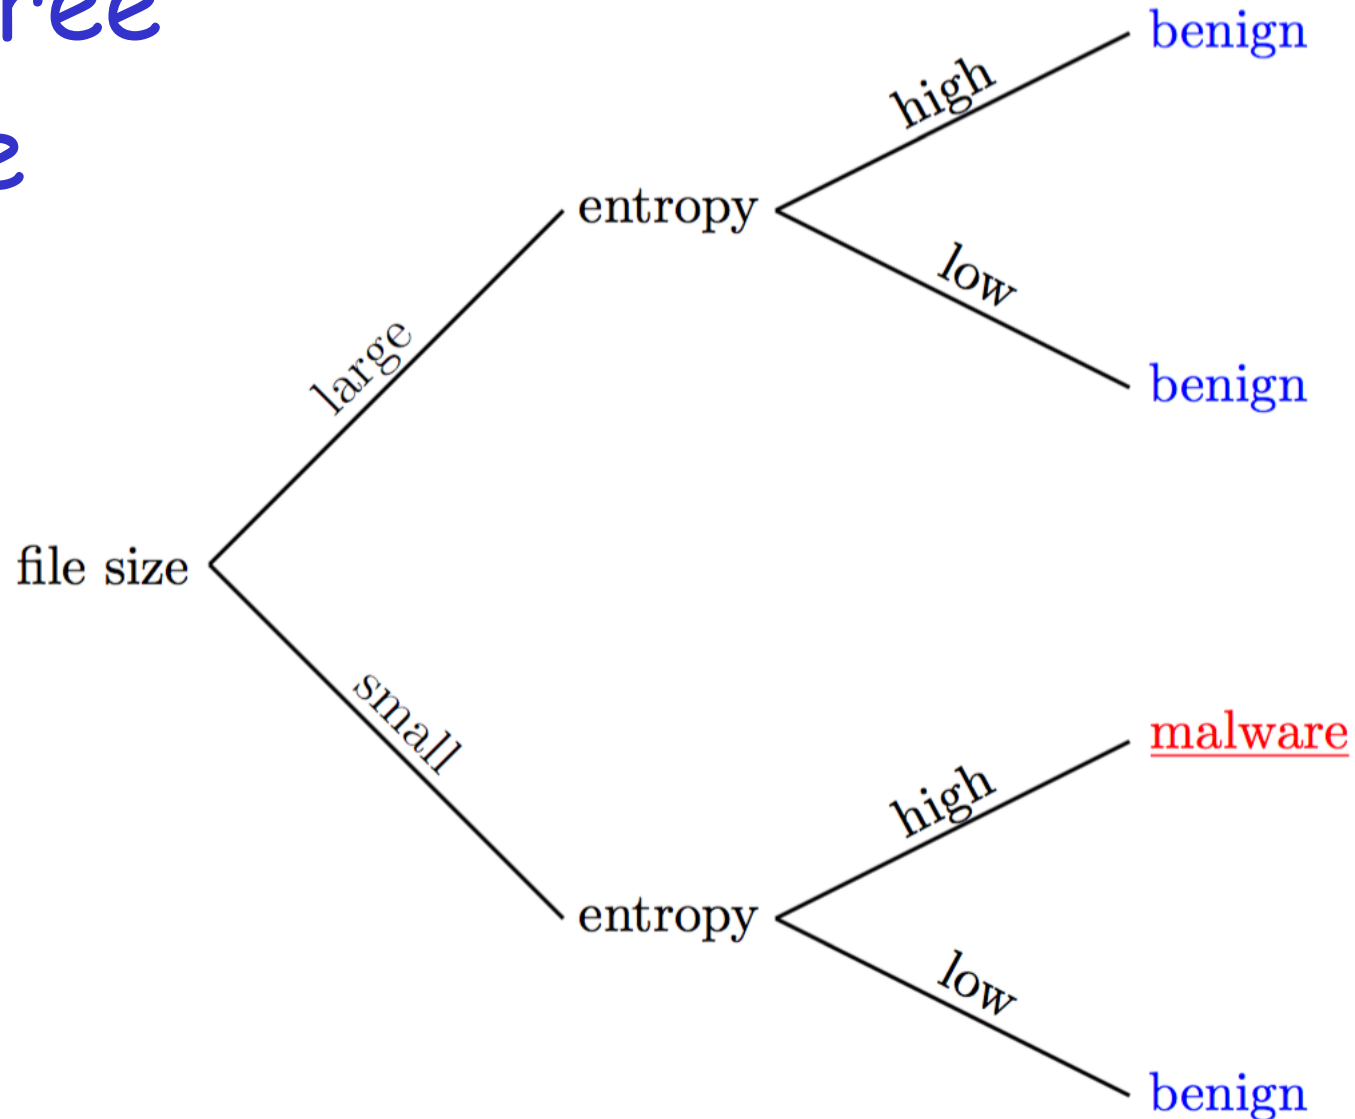 benign
high
entropy
low
large
benign
file size
small
malware
high
entropy
low
benign